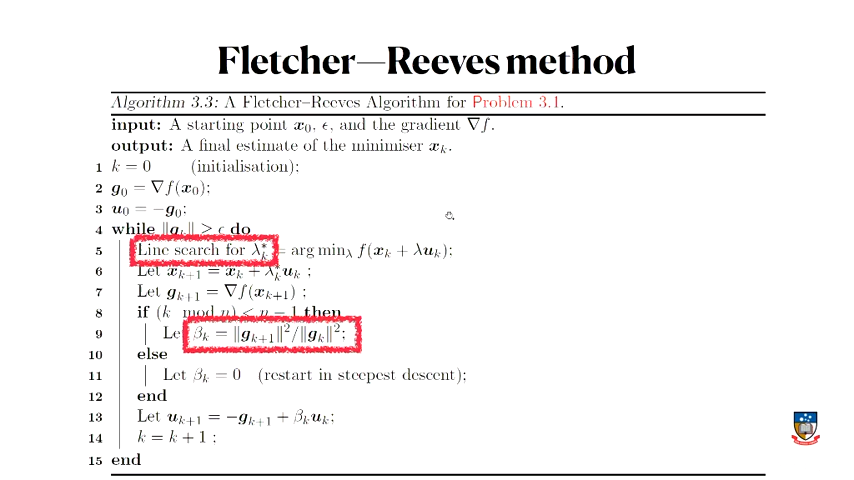 Fletcher—Reeves method
Algorithm 3.3: A Fletcher–Reeves Algorithm for Problem 3.1.
input: A starting point x₀, ϵ, and the gradient ∇f.
output: A final estimate of the minimiser xₖ.
1 k = 0 (initialisation);
2 g₀ = ∇f(x₀);
3 u₀ = −g₀;
4 while ‖gₖ‖ > ϵ do
5 Line search for λ*ₖ = arg min_λ f(xₖ + λuₖ);
6 Let xₖ₊₁ = xₖ + λ*ₖuₖ ;
7 Let gₖ₊₁ = ∇f(xₖ₊₁) ;
8 if (k mod n) < n − 1 then
9 Le βₖ = ‖gₖ₊₁‖²/‖gₖ‖²;
10 else
11 Let βₖ = 0 (restart in steepest descent);
12 end
13 Let uₖ₊₁ = −gₖ₊₁ + βₖuₖ;
14 k = k + 1 ;
15 end